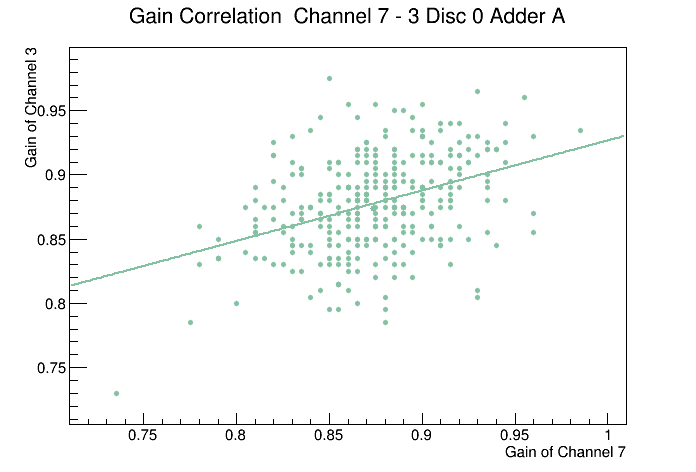 Gain Correlation  Channel 7 - 3 Disc 0 Adder A
Gain of Channel 3
0.95
0.9
0.85
0.8
0.75
0.75 0.8 0.85 0.9 0.95 1
Gain of Channel 7